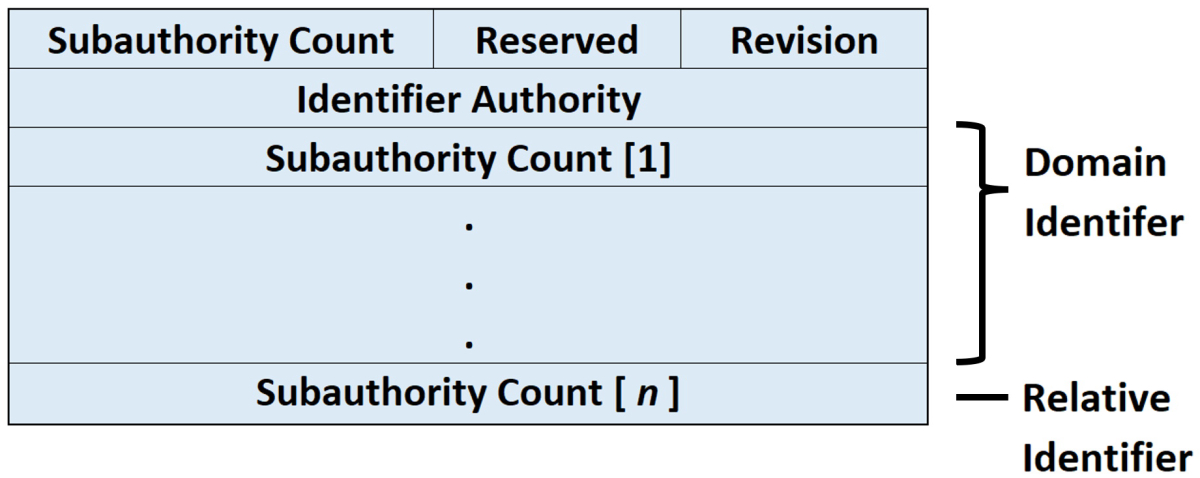 Subauthority Count Reserved Revision
Identifier Authority
Subauthority Count [1]
Domain
Identifer
.
.
.
Subauthority Count [ n ]
Relative
Identifier